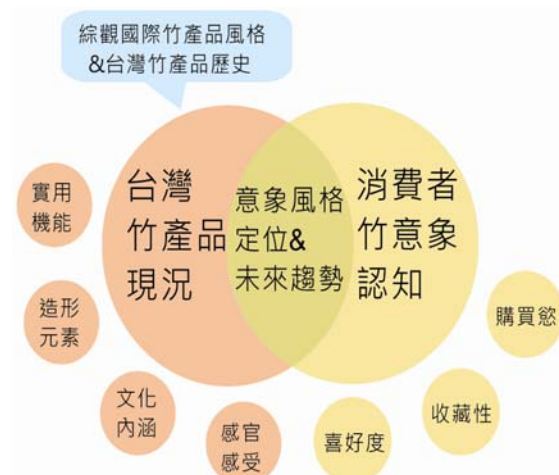 綜觀國際竹產品風格
&台灣竹產品歷史
台灣
竹產品
現況
意象風格
定位&
未來趨勢
消費者
竹意象
認知
實用
機能
造形
元素
文化
內涵
感官
感受
喜好度
收藏性
購買慾